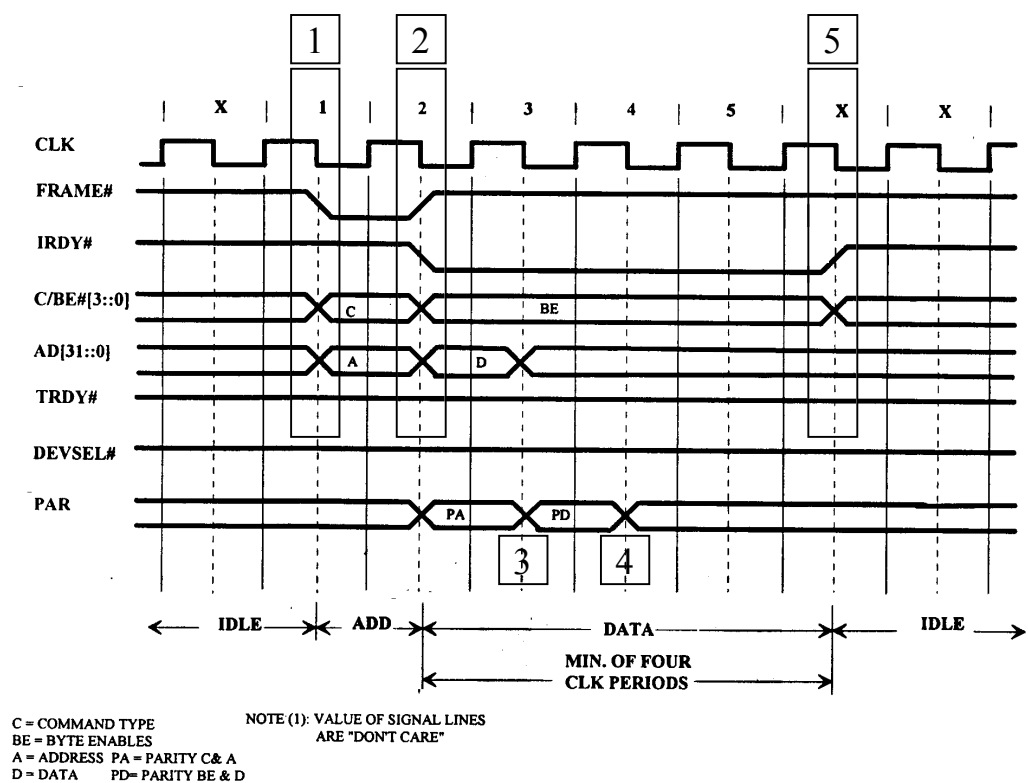 1 2 5
X 1 2 3 4 5 X X
CLK
FRAME#
IRDY#
C/BE#[3::0}
C BE
AD{31::0}
A D
TRDY#
DEVSEL#
PAR
PA PD
3 4
IDLE ADD DATA IDLE
MIN. OF FOUR
CLK PERIODS
C = COMMAND TYPE NOTE (1): VALUE OF SIGNAL LINES
BE = BYTE ENABLES ARE "DON'T CARE"
A = ADDRESS PA = PARITY C& A
D = DATA PD= PARITY BE & D